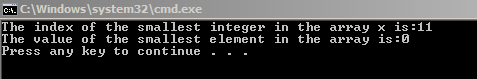 C:\Windows\system32\cmd.exe
The index of the smallest integer in the array x is:11
The value of the smallest element in the array is:0
Press any key to continue . . .